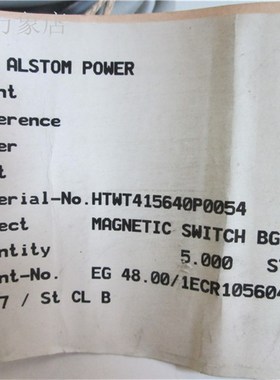 ALSTOM POWER
nt
erence
er
t
erial-No. HTWT415640P0054
ect MAGNETIC SWITCH BG
ntity 5.000 S
nt-No. EG 48.00/1ECR105604
7 / St CL B